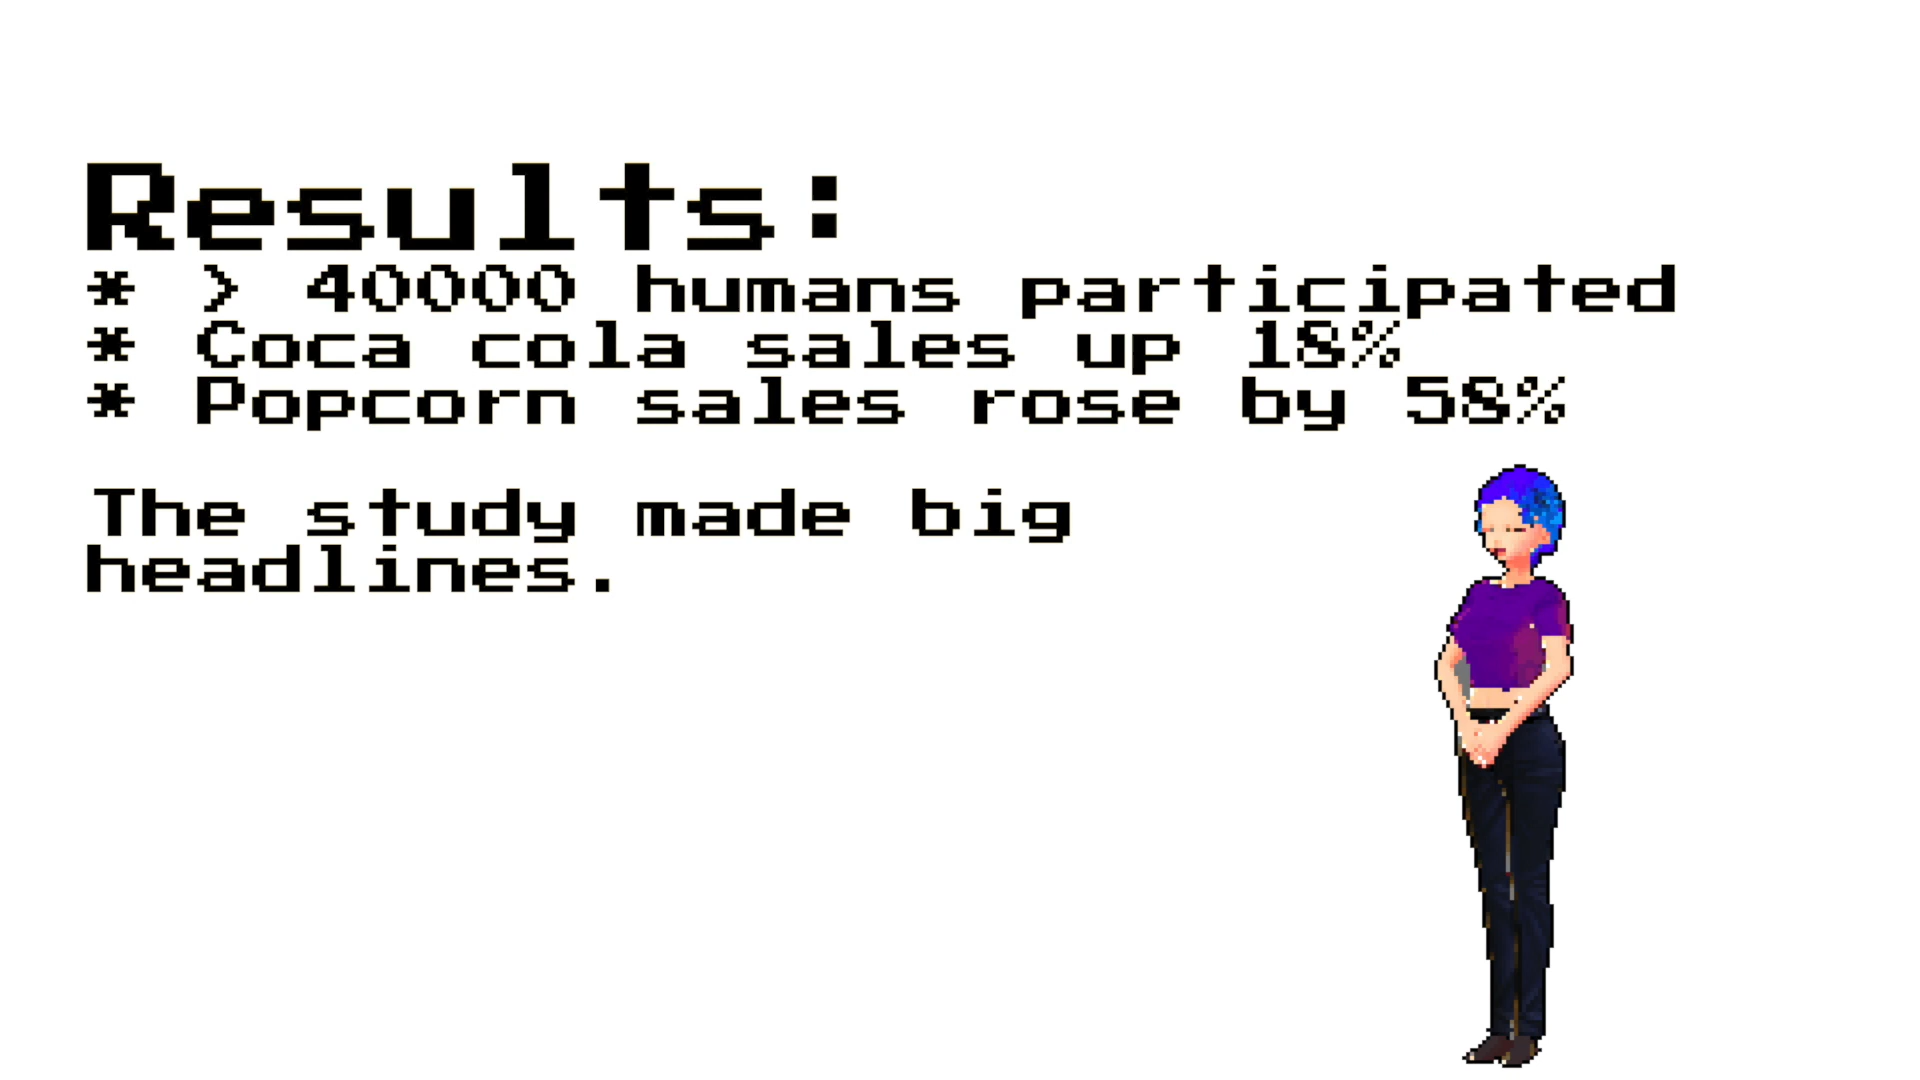 Results:
* > 40000 humans participated
* Coca cola sales up 18%
* Popcorn sales rose by 58%
The study made big
headlines.